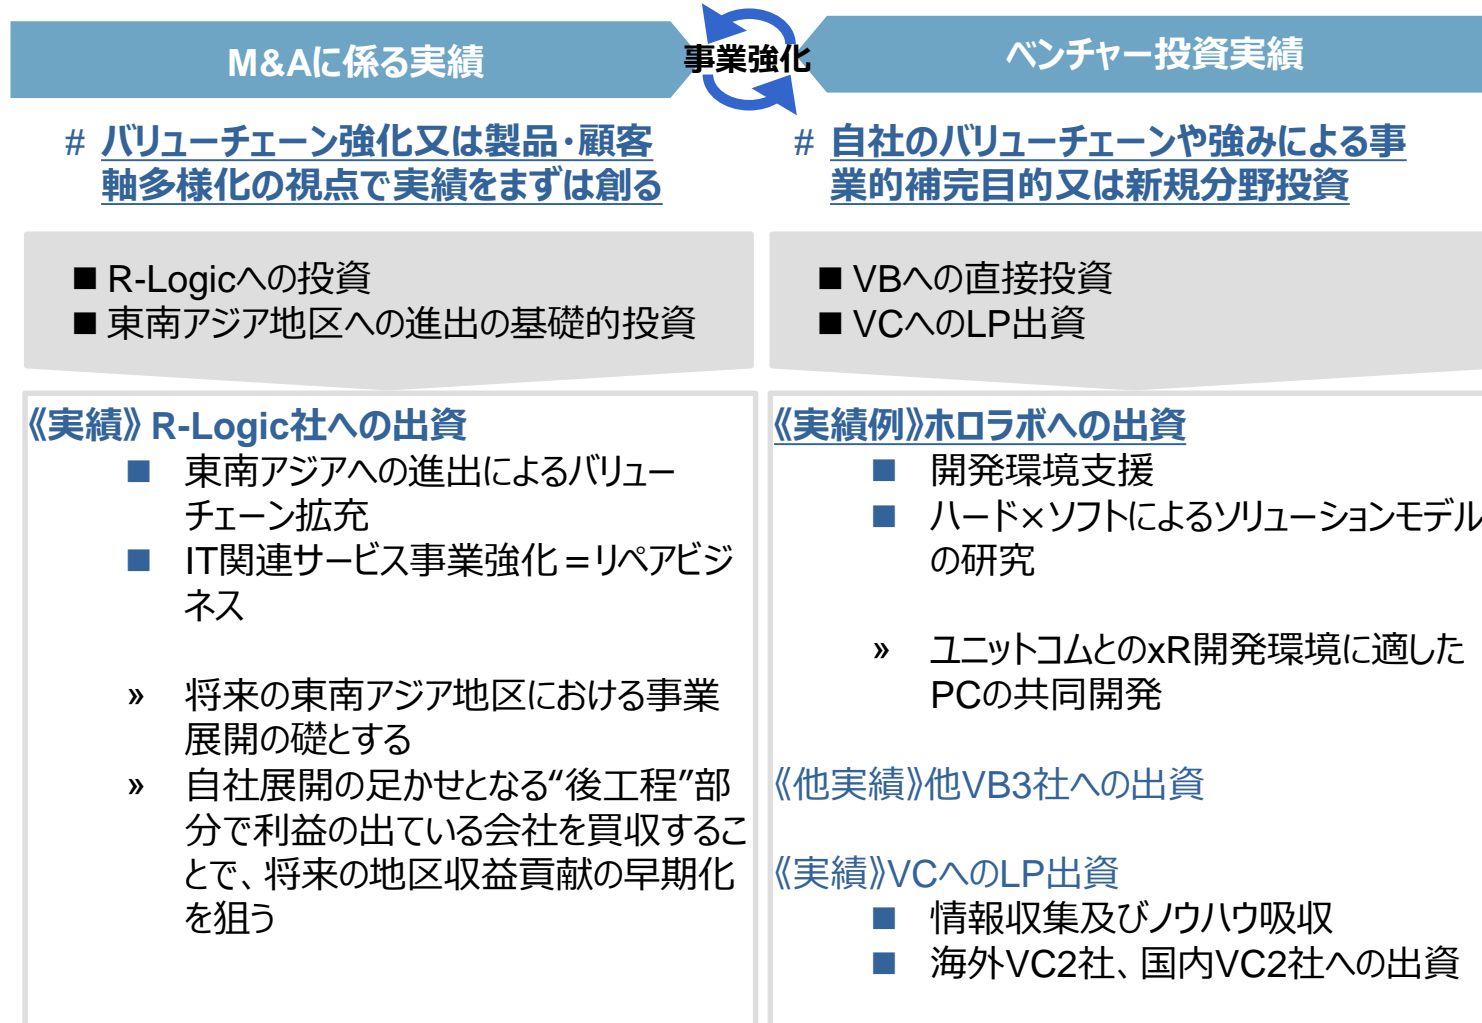 M&Aに係る実績
事業強化
ベンチャー投資実績
# バリューチェーン強化又は製品・顧客
軸多様化の視点で実績をまずは創る
■ R-Logicへの投資
■ 東南アジア地区への進出の基礎的投資
《実績》 R-Logic社への出資
■ 東南アジアへの進出によるバリュー
チェーン拡充
■ IT関連サービス事業強化＝リペアビジ
ネス
» 将来の東南アジア地区における事業
展開の礎とする
» 自社展開の足かせとなる“後工程”部
分で利益の出ている会社を買収するこ
とで、将来の地区収益貢献の早期化
を狙う
# 自社のバリューチェーンや強みによる事
業的補完目的又は新規分野投資
■ VBへの直接投資
■ VCへのLP出資
《実績例》ホロラボへの出資
■ 開発環境支援
■ ハード×ソフトによるソリューションモデル
の研究
» ユニットコムとのxR開発環境に適した
PCの共同開発
《他実績》他VB3社への出資
《実績》VCへのLP出資
■ 情報収集及びノウハウ吸収
■ 海外VC2社、国内VC2社への出資